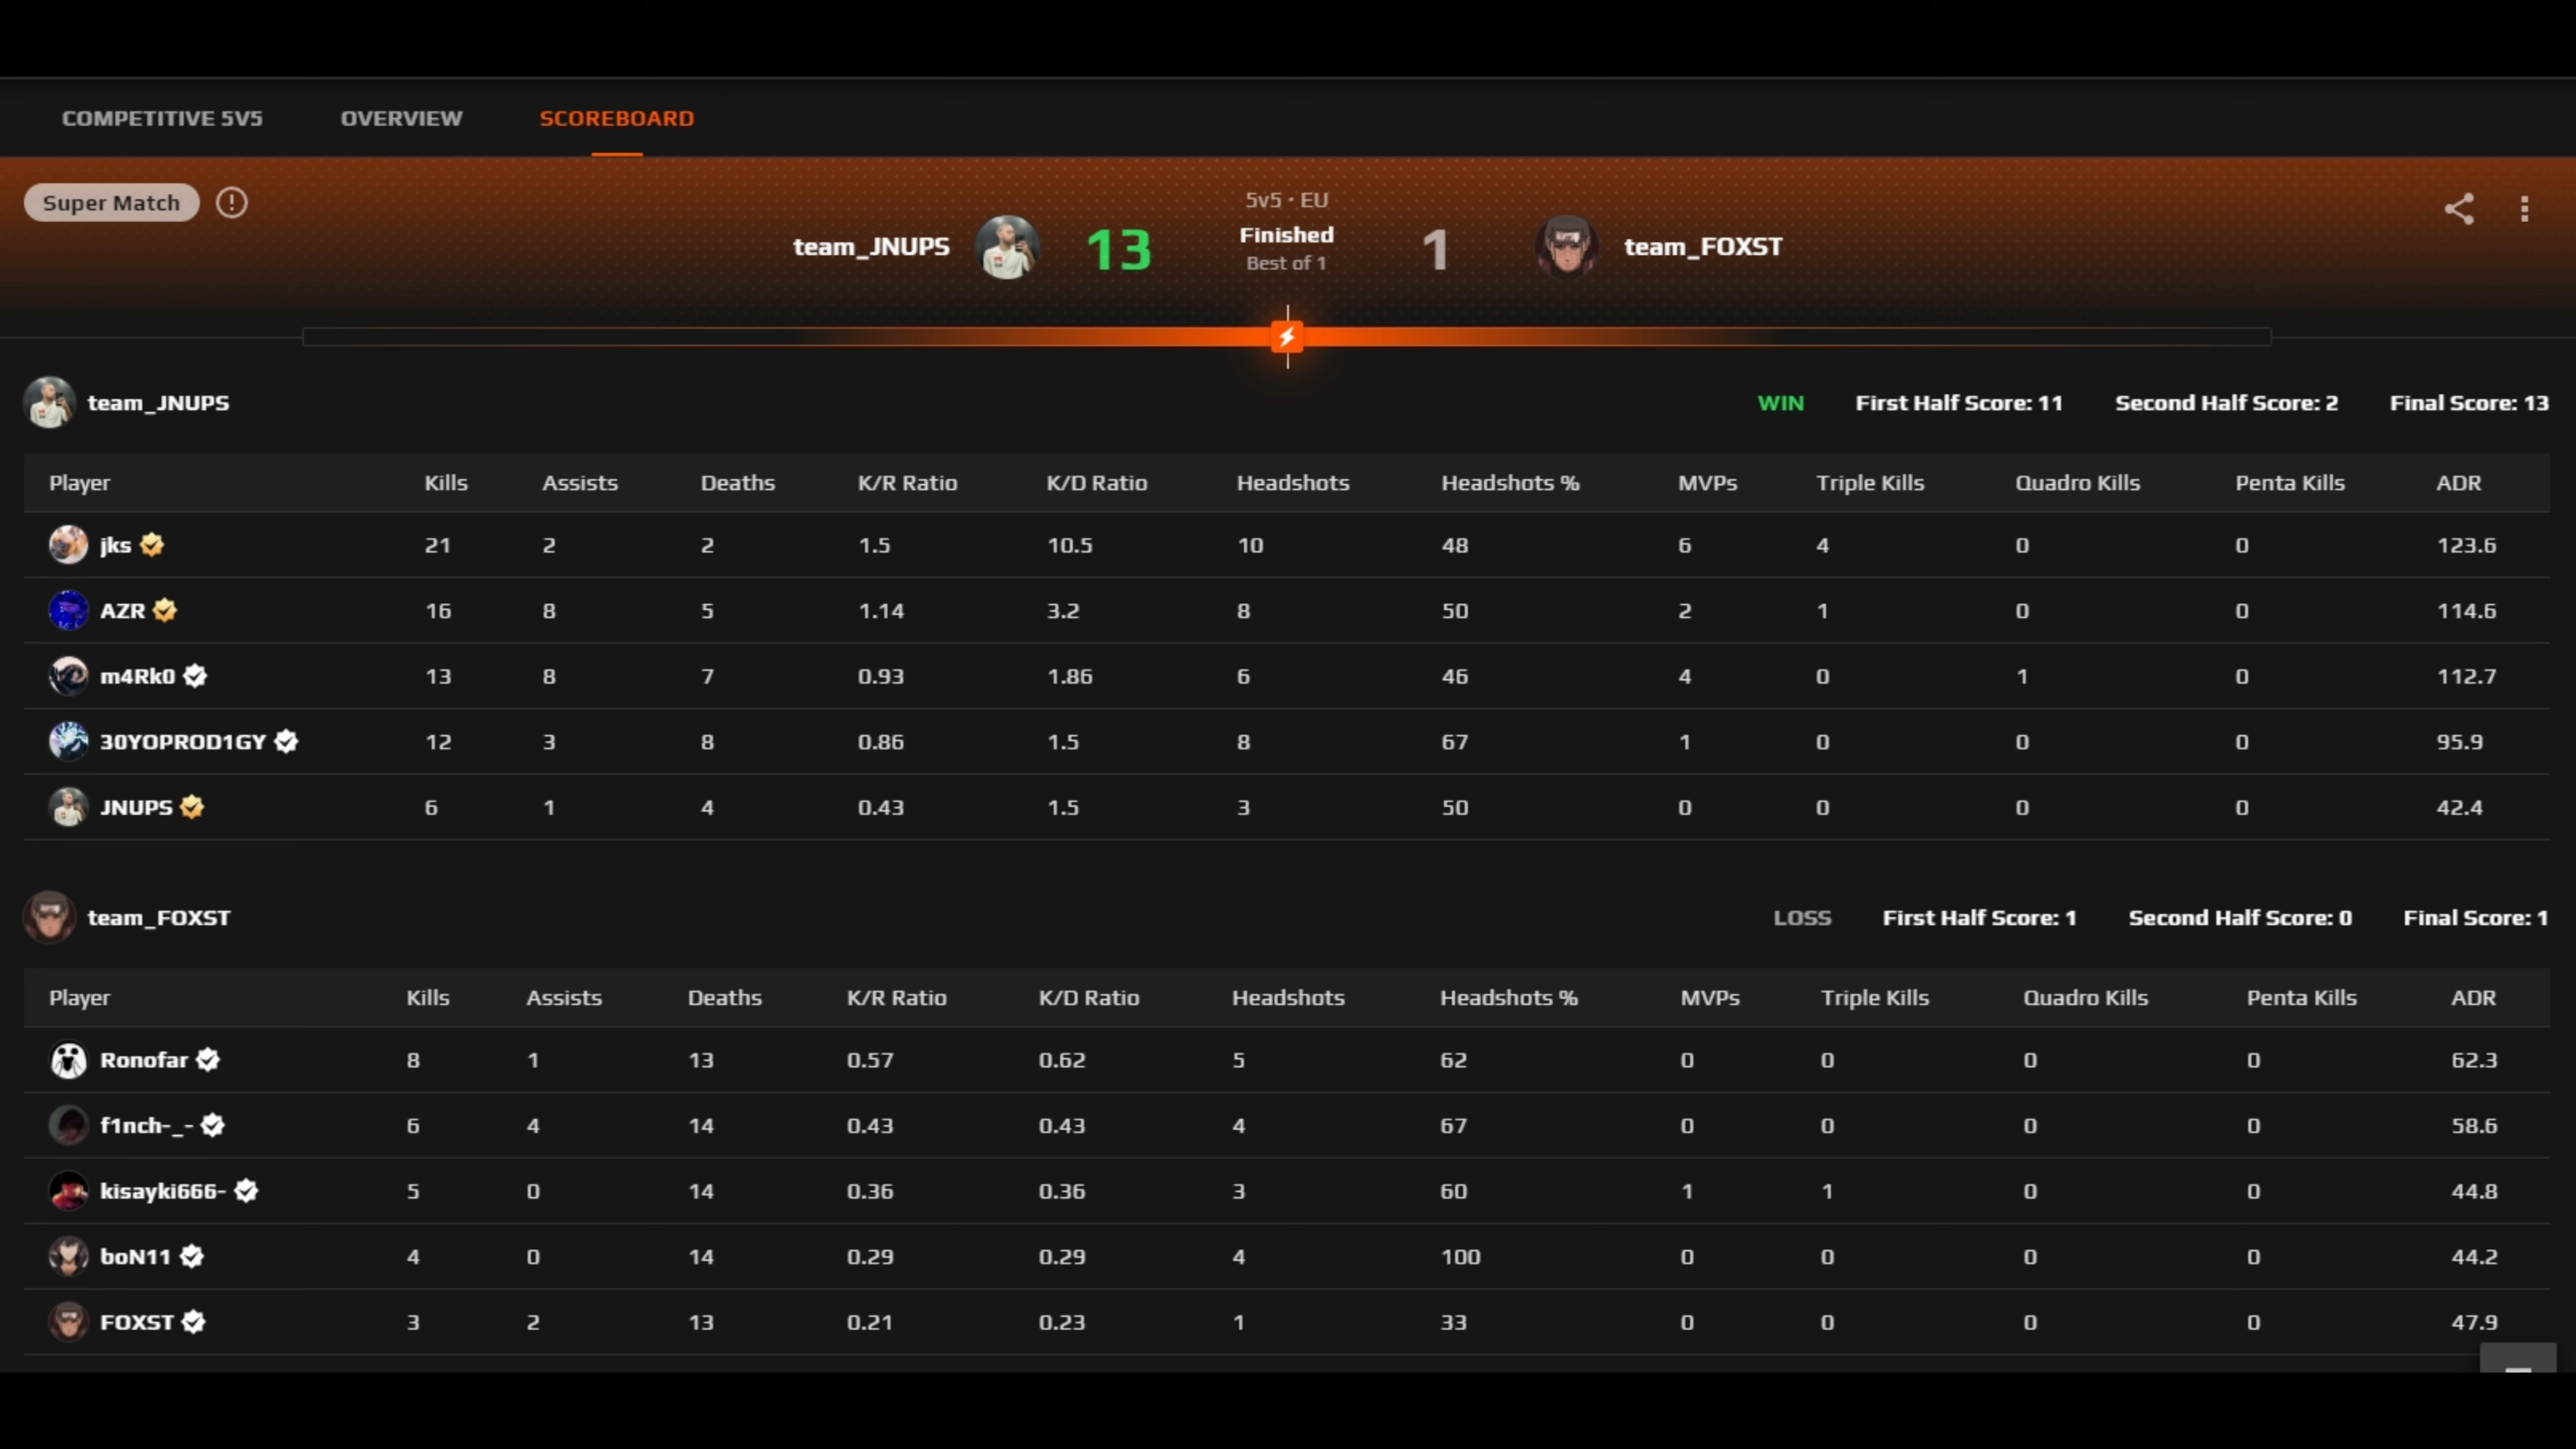 COMPETITIVE 5V5 OVERVIEW SCOREBOARD
Super Match
5v5 · EU
team_JNUPS 13 Finished 1 team_FOXST
Best of 1
team_JNUPS WIN First Half Score: 11 Second Half Score: 2 Final Score: 13
Player Kills Assists Deaths K/R Ratio K/D Ratio Headshots Headshots % MVPs Triple Kills Quadro Kills Penta Kills ADR
jks 21 2 2 1.5 10.5 10 48 6 4 0 0 123.6
AZR 16 8 5 1.14 3.2 8 50 2 1 0 0 114.6
m4Rk0 13 8 7 0.93 1.86 6 46 4 0 1 0 112.7
30YOPROD1GY 12 3 8 0.86 1.5 8 67 1 0 0 0 95.9
JNUPS 6 1 4 0.43 1.5 3 50 0 0 0 0 42.4
team_FOXST LOSS First Half Score: 1 Second Half Score: 0 Final Score: 1
Player Kills Assists Deaths K/R Ratio K/D Ratio Headshots Headshots % MVPs Triple Kills Quadro Kills Penta Kills ADR
Ronofar 8 1 13 0.57 0.62 5 62 0 0 0 0 62.3
f1nch-_- 6 4 14 0.43 0.43 4 67 0 0 0 0 58.6
kisayki666- 5 0 14 0.36 0.36 3 60 1 1 0 0 44.8
boN11 4 0 14 0.29 0.29 4 100 0 0 0 0 44.2
FOXST 3 2 13 0.21 0.23 1 33 0 0 0 0 47.9